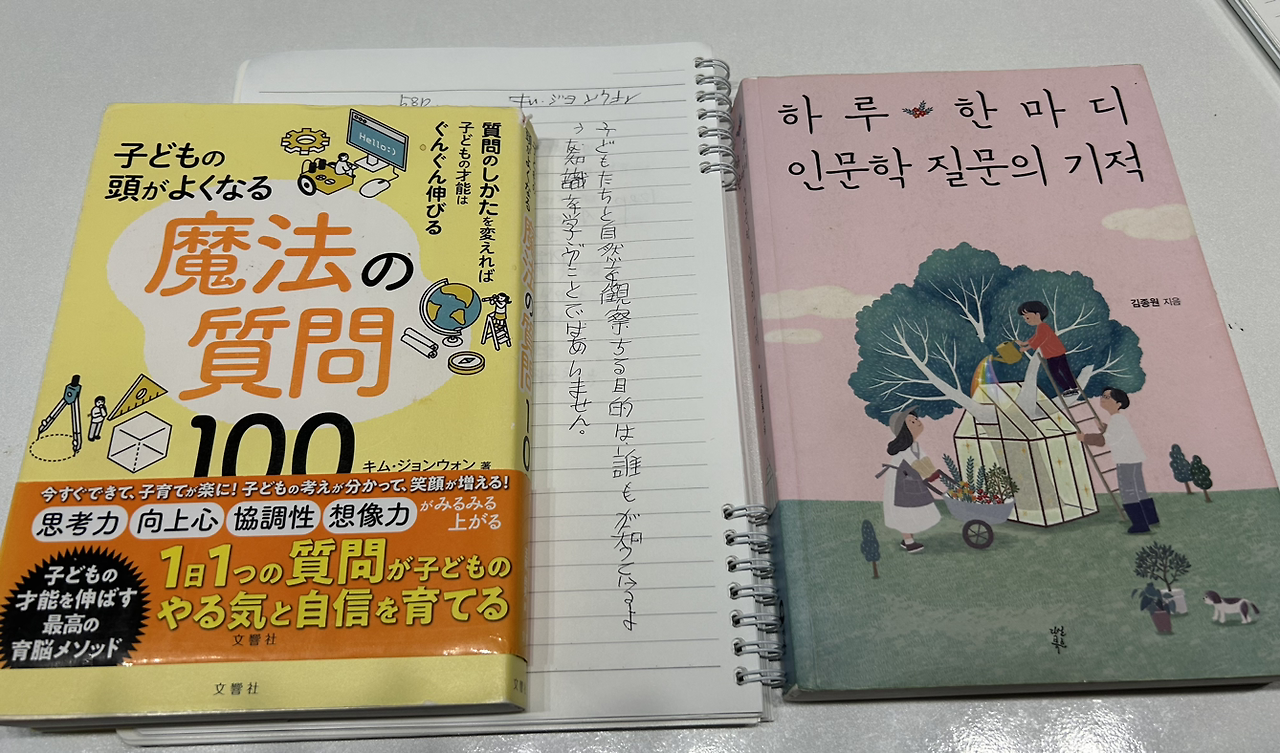 子どもの
頭がよくなる
魔法の
質問
100
質問のしかたを変えれば
子どもの才能は
ぐんぐん伸びる
Hello:)
キム・ジョンウォン 著
今すぐできて、子育てが楽に！子どもの考えが分かって、笑顔が増える！
思考力 向上心 協調性 想像力 がみるみる
上がる
子どもの
才能を伸ばす
最高の
育脳メソッド
1日1つの質問が子どもの
やる気と自信を育てる
文響社
文響社
子どもたちと自然を観察する目的は、誰もが知っているよ
う知識を学ぶことではありません。
하루 한마디
인문학 질문의 기적
김종원 지음